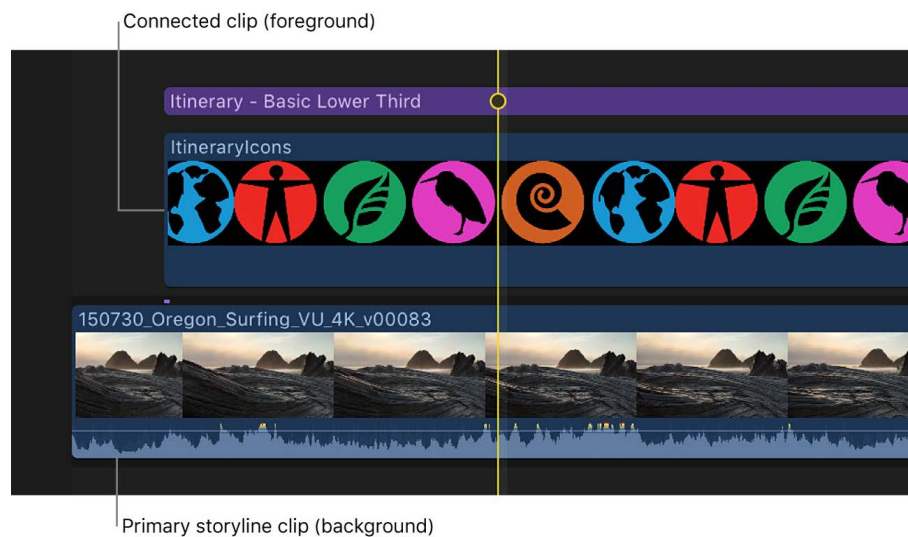 Connected clip (foreground)
Itinerary - Basic Lower Third
ItineraryIcons
150730_Oregon_Surfing_VU_4K_v00083
Primary storyline clip (background)